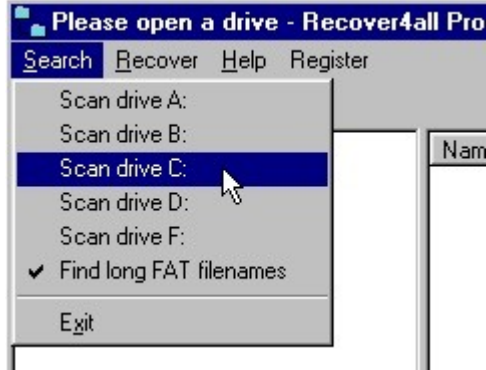 Please open a drive - Recover4all Pro
Search Recover Help Register
Scan drive A:
Scan drive B:
Scan drive C:
Nam
Scan drive D:
Scan drive F:
Find long FAT filenames
Exit